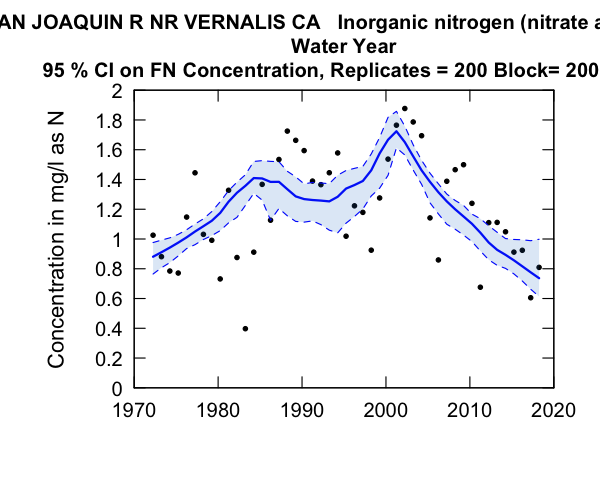 AN JOAQUIN R NR VERNALIS CA Inorganic nitrogen (nitrate a
Water Year
95 % CI on FN Concentration, Replicates = 200 Block= 200
Concentration in mg/l as N
2
1.8
1.6
1.4
1.2
1
0.8
0.6
0.4
0.2
0
1970 1980 1990 2000 2010 2020